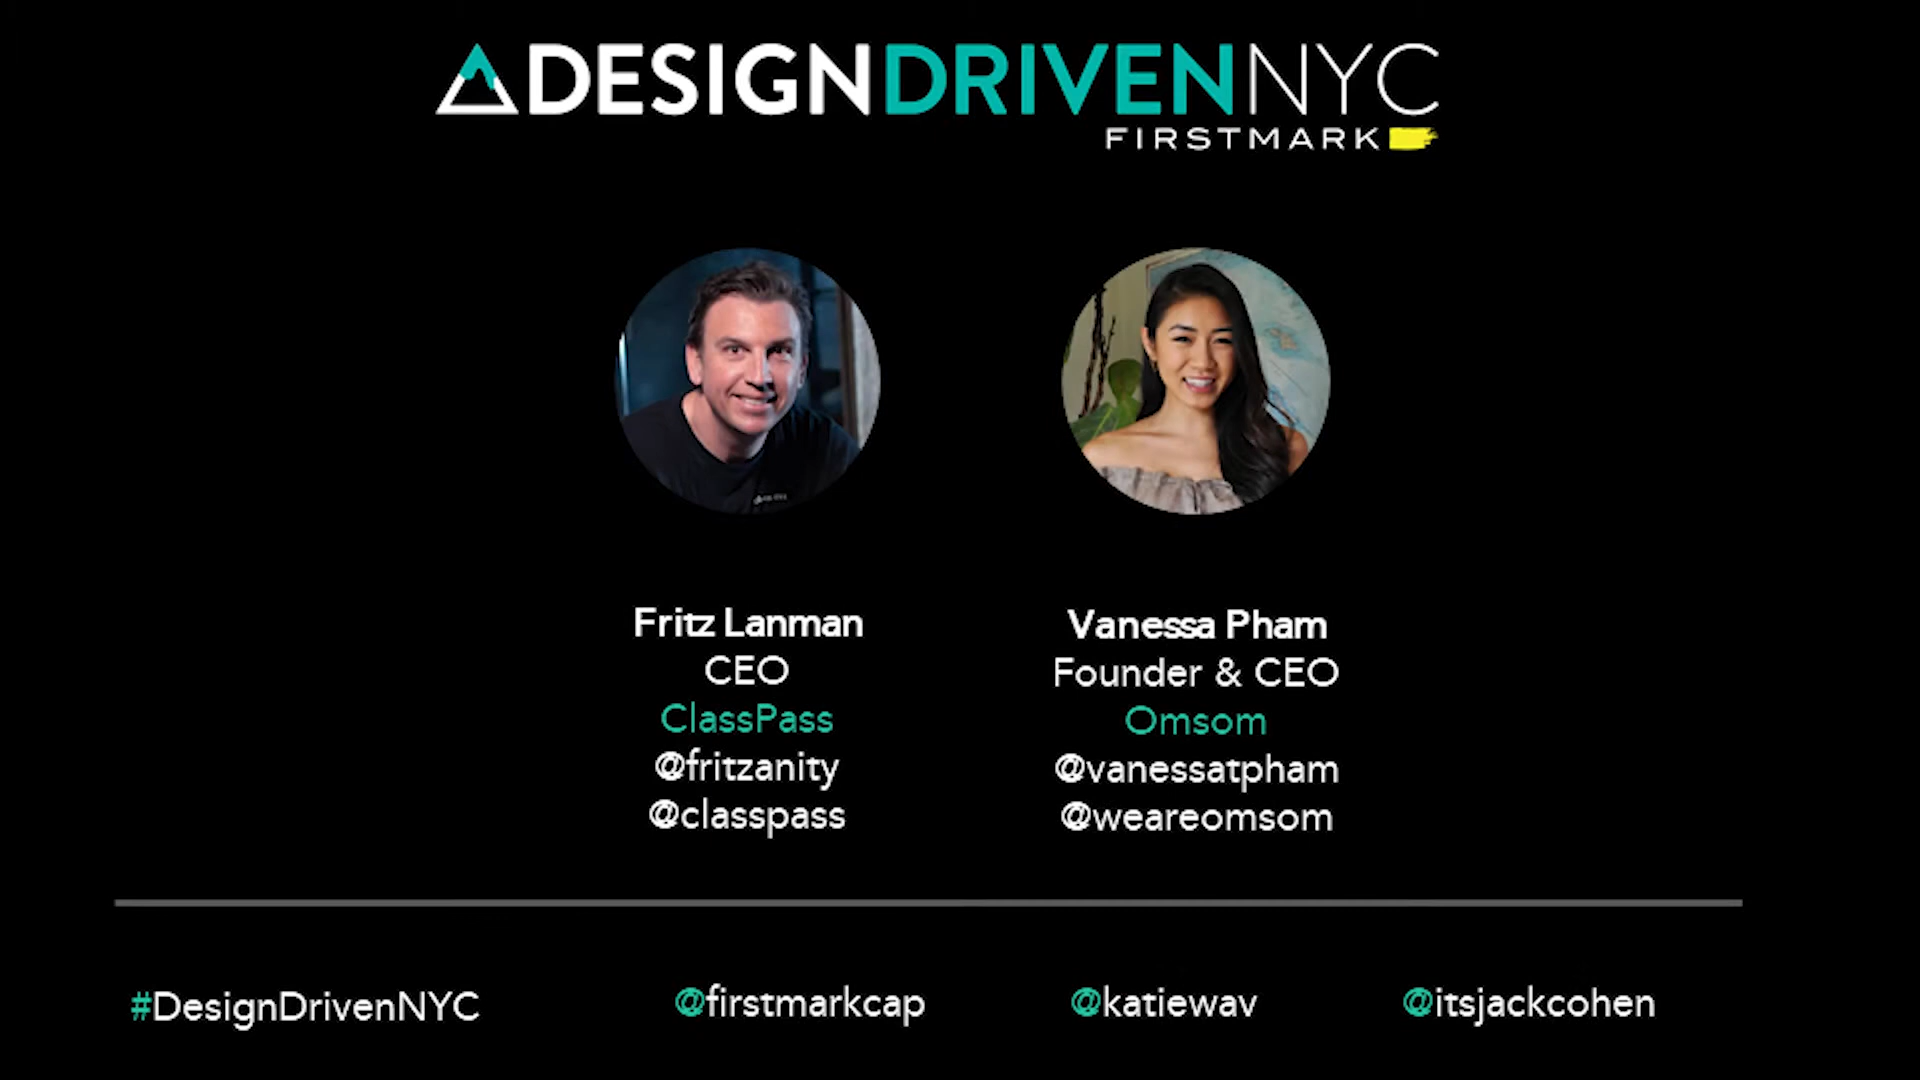 DESIGNDRIVENNYC
FIRSTMARK
Fritz Lanman
CEO
ClassPass
@fritzanity
@classpass
Vanessa Pham
Founder & CEO
Omsom
@vanessatpham
@weareomsom
#DesignDrivenNYC
@firstmarkcap
@katiewav
@itsjackcohen